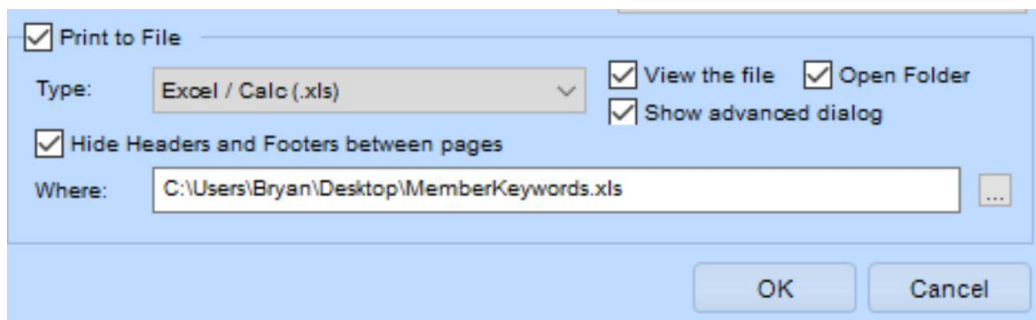 Print to File
Type: Excel / Calc (.xls) View the file Open Folder
Show advanced dialog
Hide Headers and Footers between pages
Where: C:\Users\Bryan\Desktop\MemberKeywords.xls ...
OK Cancel